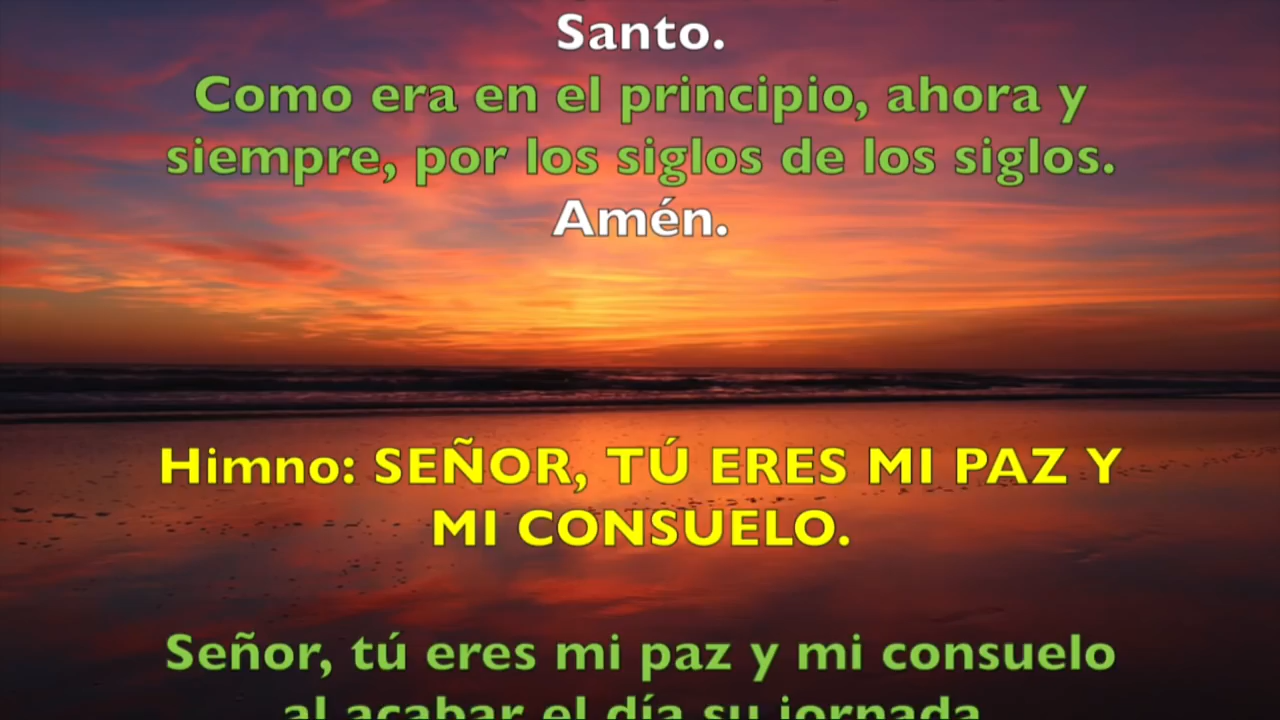 Santo.
Como era en el principio, ahora y
siempre, por los siglos de los siglos.
Amén.
Himno: SEÑOR, TÚ ERES MI PAZ Y
MI CONSUELO.
Señor, tú eres mi paz y mi consuelo
al acabar el día su jornada